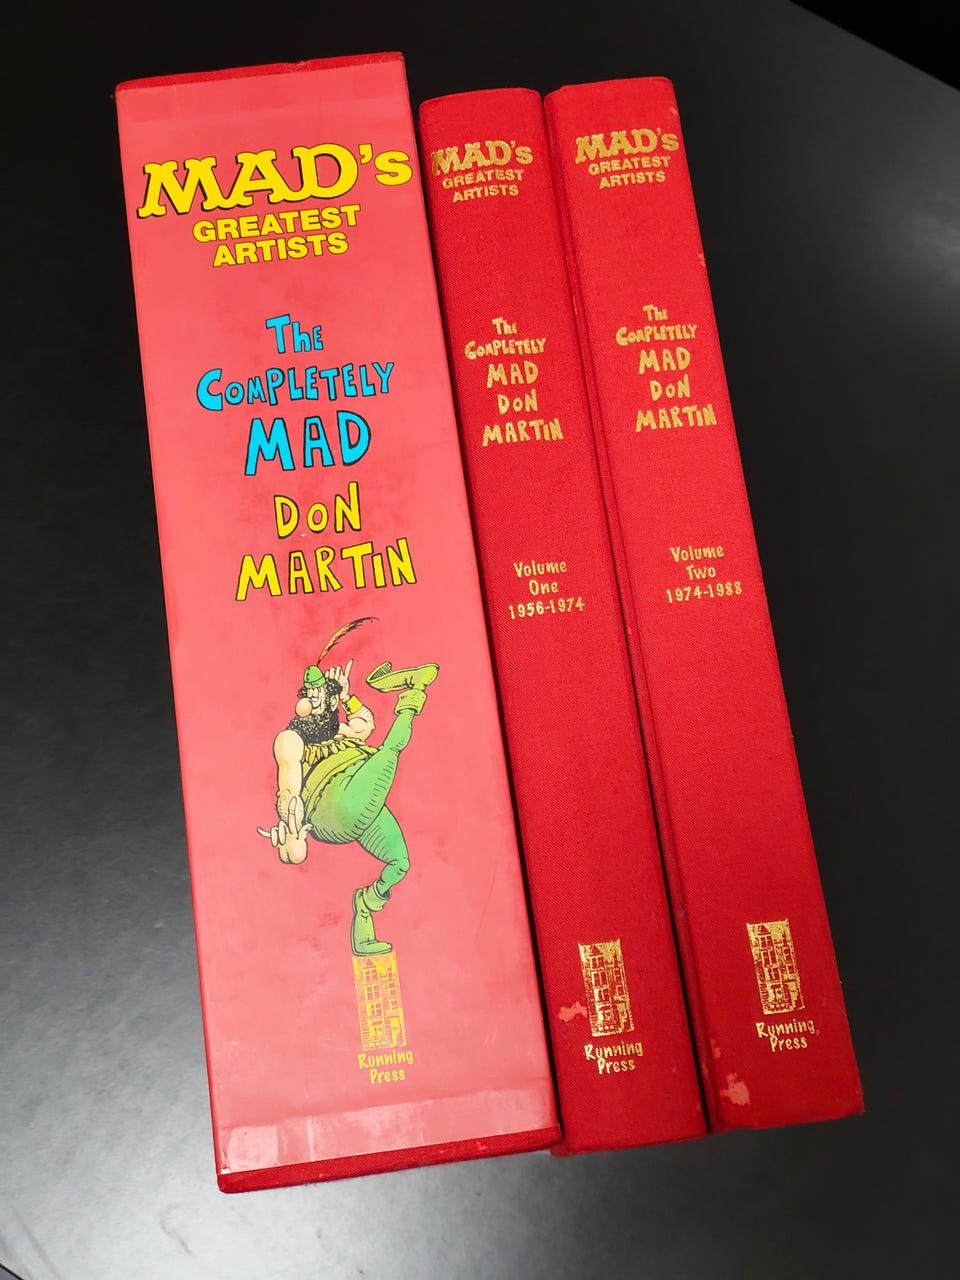 MAD's
GREATEST
ARTISTS
The
COMPLETELY
MAD
DON
MARTIN
Running
Press
MAD's
GREATEST
ARTISTS
The
COMPLETELY
MAD
DON
MARTIN
Volume
One
1956-1974
Running
Press
MAD's
GREATEST
ARTISTS
The
COMPLETELY
MAD
DON
MARTIN
Volume
Two
1974-1988
Running
Press